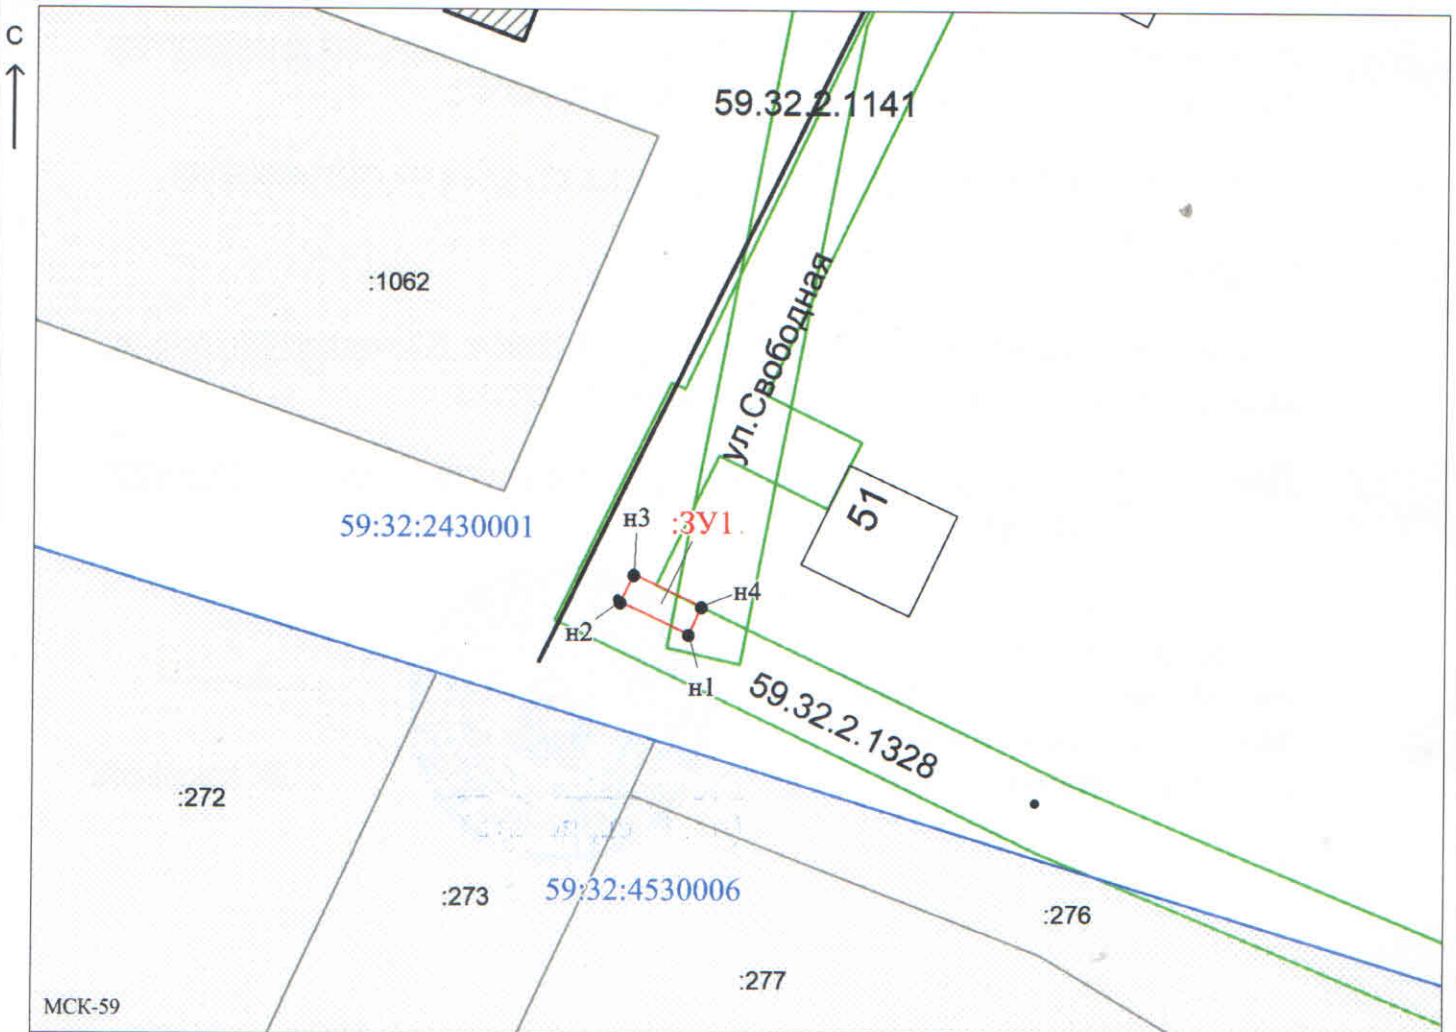 С
59.32.2.1141
:1062
ул.Свободная
51
59:32:2430001
н3
:ЗУ1
н4
н2
н1
59.32.2.1328
:272
:273
59:32:4530006
:276
:277
МСК-59